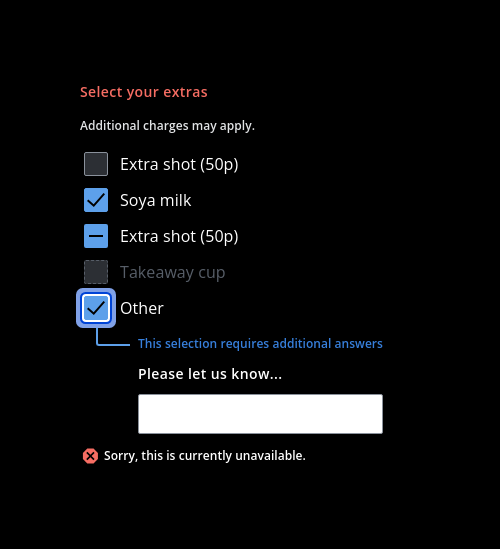 Select your extras
Additional charges may apply.
Extra shot (50p)
Soya milk
Extra shot (50p)
Takeaway cup
Other
This selection requires additional answers
Please let us know...
Sorry, this is currently unavailable.